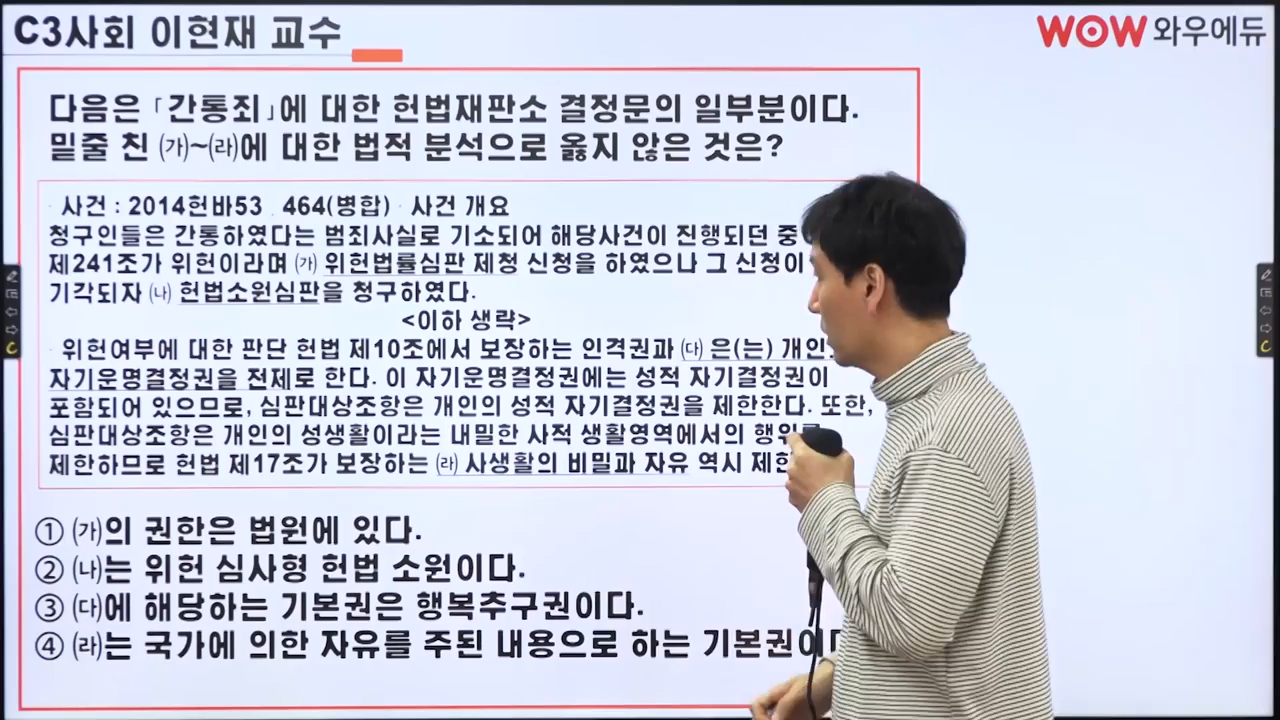 C3사회 이현재 교수
WOW 와우에듀
다음은 「간통죄」에 대한 헌법재판소 결정문의 일부분이다.
밑줄 친 ㈎~㈑에 대한 법적 분석으로 옳지 않은 것은?
· 사건 : 2014헌바53 464(병합) · 사건 개요
청구인들은 간통하였다는 범죄사실로 기소되어 해당사건이 진행되던 중
제241조가 위헌이라며 ㈎ 위헌법률심판 제청 신청을 하였으나 그 신청이
기각되자 ㈏ 헌법소원심판을 청구하였다.
<이하 생략>
· 위헌여부에 대한 판단 헌법 제10조에서 보장하는 인격권과 ㈐ 은(는) 개인
자기운명결정권을 전제로 한다. 이 자기운명결정권에는 성적 자기결정권이
포함되어 있으므로, 심판대상조항은 개인의 성적 자기결정권을 제한한다. 또한,
심판대상조항은 개인의 성생활이라는 내밀한 사적 생활영역에서의 행위
제한하므로 헌법 제17조가 보장하는 ㈑ 사생활의 비밀과 자유 역시 제한
① ㈎의 권한은 법원에 있다.
② ㈏는 위헌 심사형 헌법 소원이다.
③ ㈐에 해당하는 기본권은 행복추구권이다.
④ ㈑는 국가에 의한 자유를 주된 내용으로 하는 기본권이